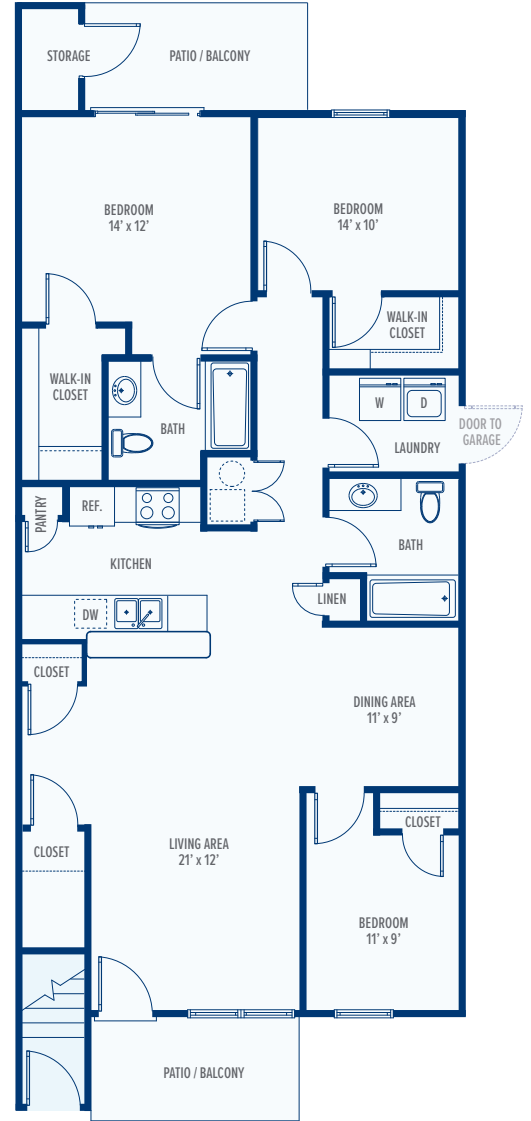 STORAGE
PATIO / BALCONY
BEDROOM
14’ x 12’
BEDROOM
14’ x 10’
WALK-IN
CLOSET
WALK-IN
CLOSET
BATH
W
D
DOOR TO
GARAGE
LAUNDRY
PANTRY
REF.
BATH
KITCHEN
LINEN
DW
CLOSET
DINING AREA
11’ x 9’
CLOSET
CLOSET
LIVING AREA
21’ x 12’
BEDROOM
11’ x 9’
PATIO / BALCONY